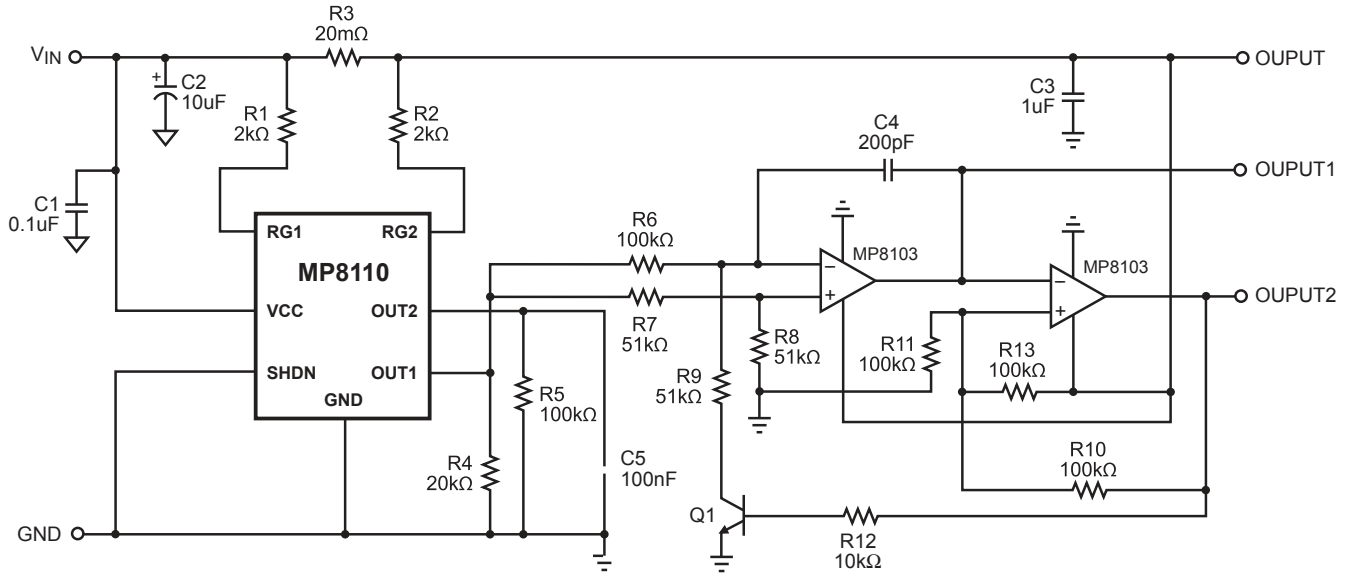 R3
20mΩ
VIN
OUPUT
+
C2
10uF
R1
2kΩ
R2
2kΩ
C3
1uF
C4
200pF
OUPUT1
C1
0.1uF
RG1
RG2
MP8110
VCC
OUT2
SHDN
OUT1
GND
R6
100kΩ
R7
51kΩ
−
+
MP8103
−
+
MP8103
OUPUT2
R8
51kΩ
R9
51kΩ
R11
100kΩ
R13
100kΩ
R5
100kΩ
R4
20kΩ
C5
100nF
R10
100kΩ
Q1
R12
10kΩ
GND